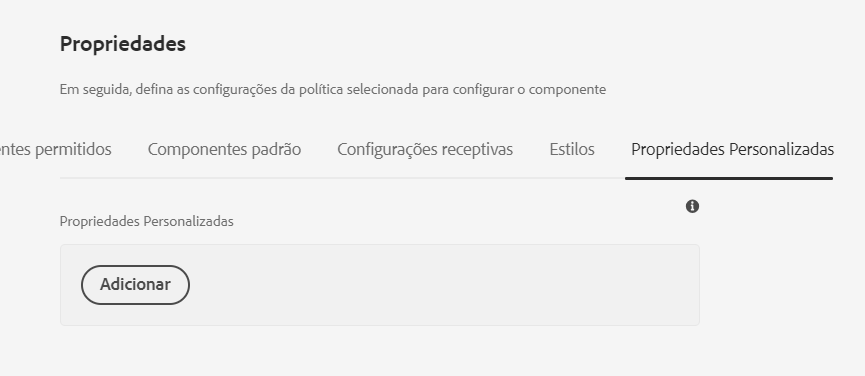 Propriedades
Em seguida, defina as configurações da política selecionada para configurar o componente
entes permitidos Componentes padrão Configurações receptivas Estilos Propriedades Personalizadas
Propriedades Personalizadas
Adicionar